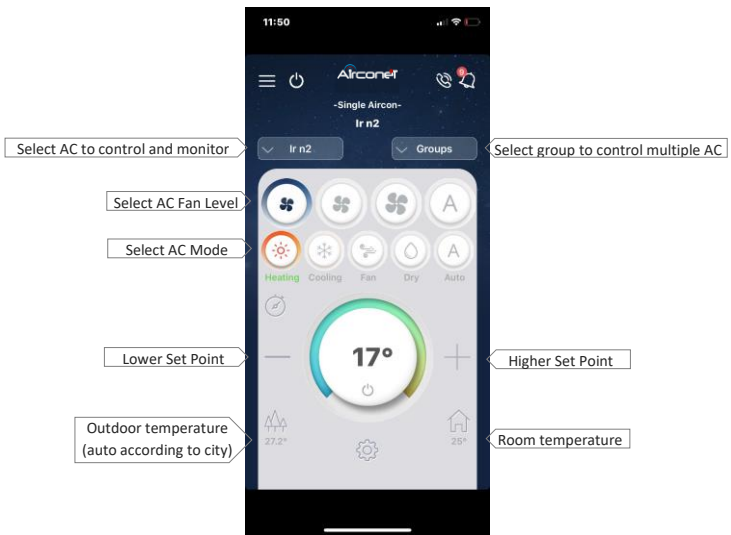 11:50
Airconet
0
-Single Aircon-
Ir n2
Select AC to control and monitor
Ir n2
Groups
Select group to control multiple AC
Select AC Fan Level
A
Select AC Mode
A
Heating
Cooling
Fan
Dry
Auto
Lower Set Point
17°
Higher Set Point
Outdoor temperature
(auto according to city)
27.2°
25°
Room temperature